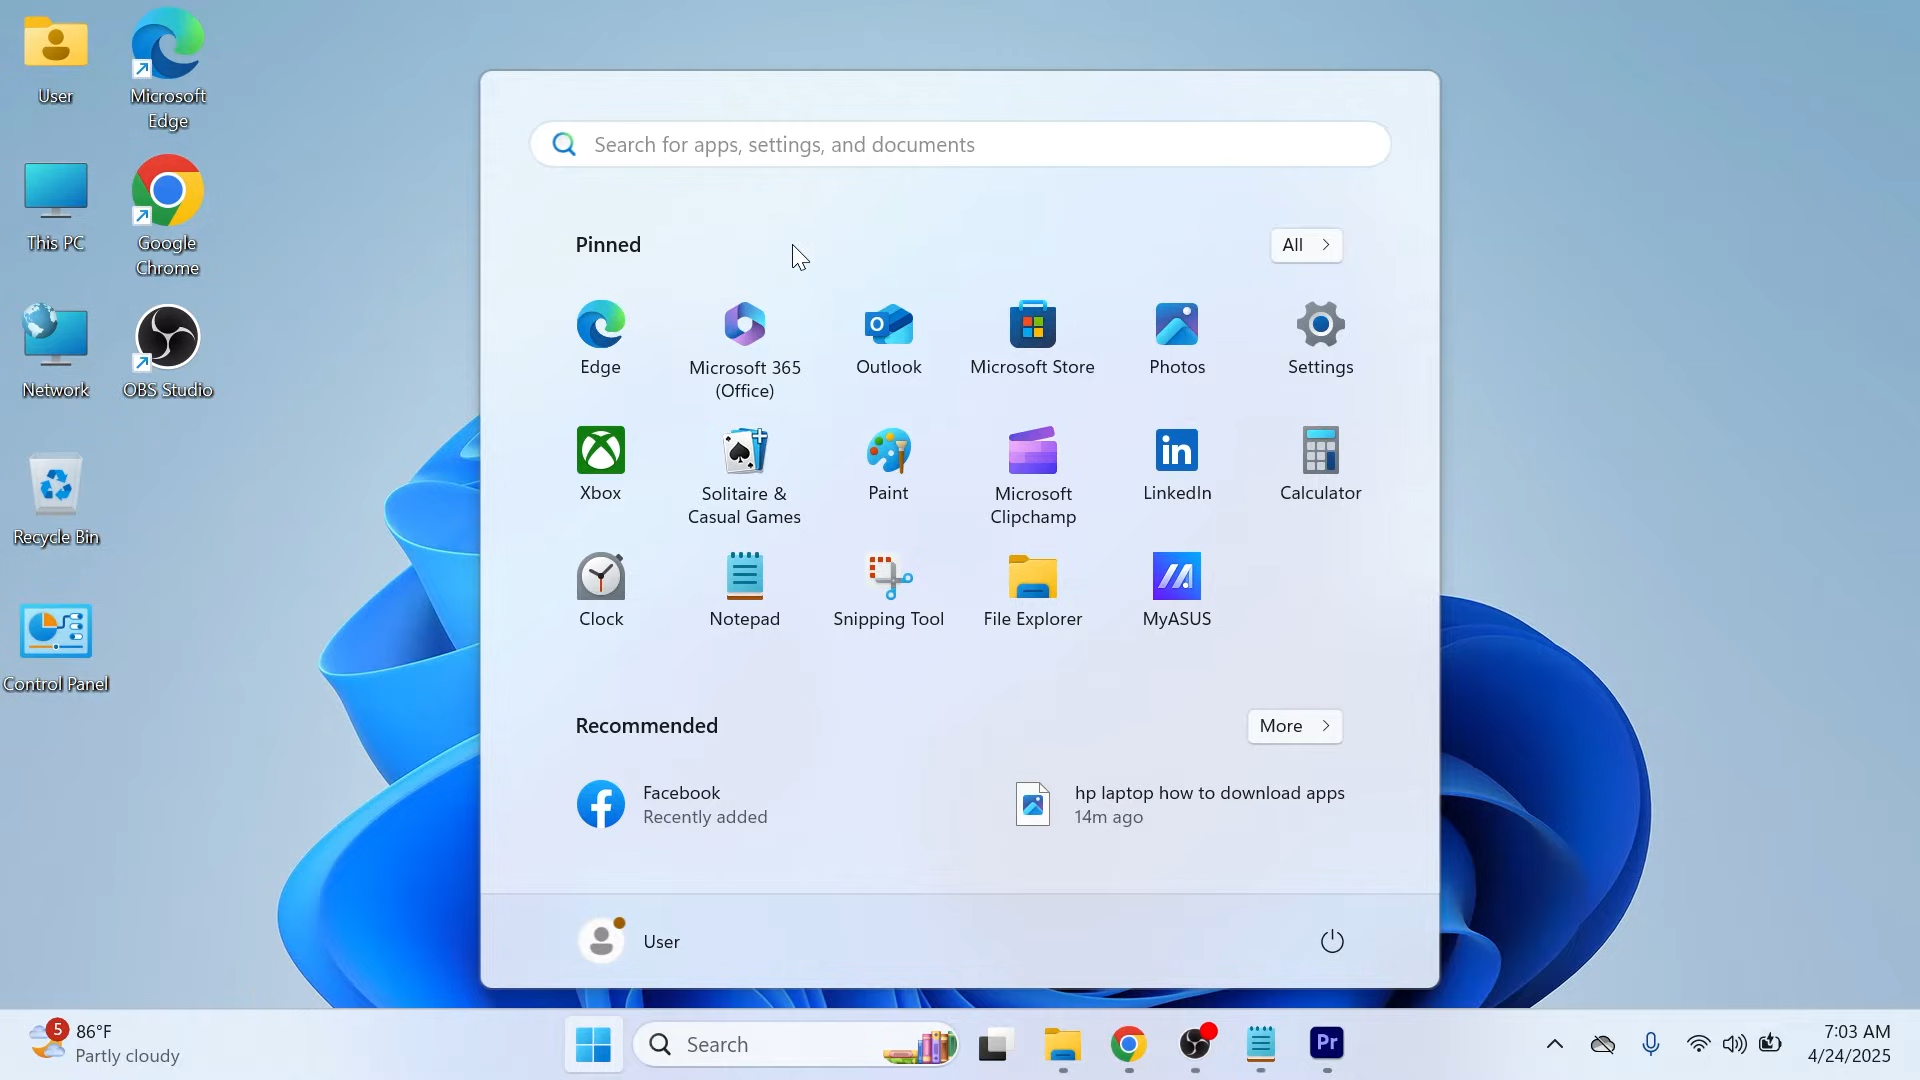 User
Microsoft
Edge
This PC
Google
Chrome
Network
OBS Studio
Recycle Bin
Control Panel
Search for apps, settings, and documents
Pinned
All
Edge
Microsoft 365
(Office)
Outlook
Microsoft Store
Photos
Settings
Xbox
Solitaire &
Casual Games
Paint
Microsoft
Clipchamp
LinkedIn
Calculator
Clock
Notepad
Snipping Tool
File Explorer
MyASUS
Recommended
More
Facebook
Recently added
hp laptop how to download apps
14m ago
User
5
86°F
Partly cloudy
Search
Pr
7:03 AM
4/24/2025